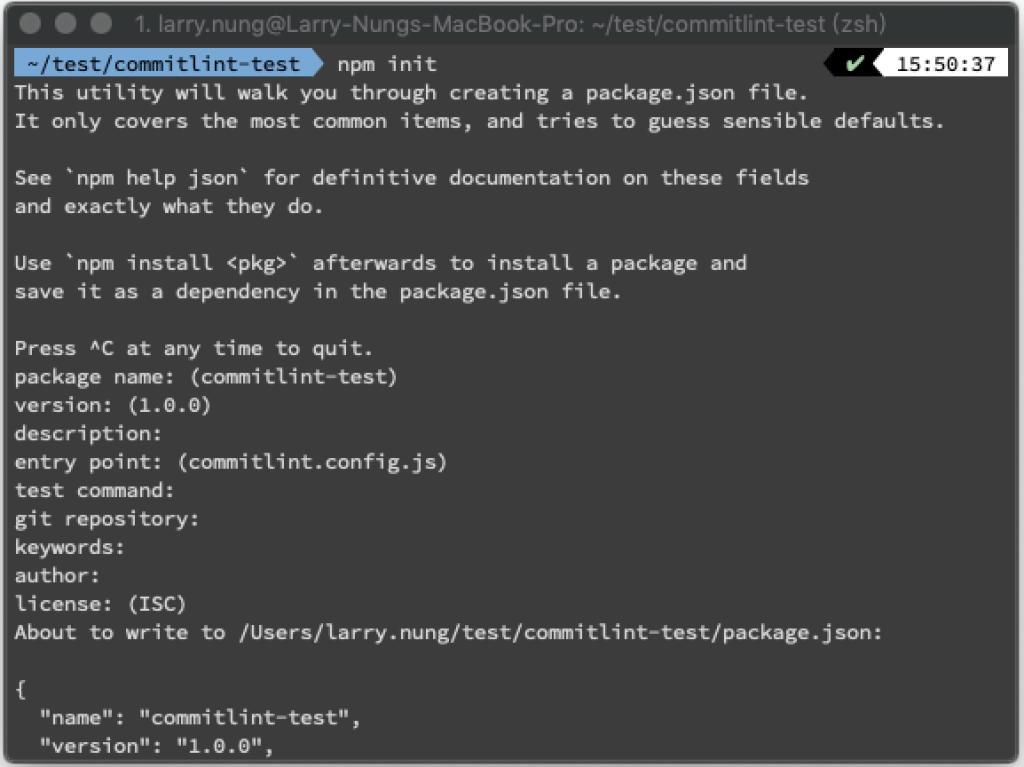 1. larry.nung@Larry-Nungs-MacBook-Pro: ~/test/commitlint-test (zsh)
~/test/commitlint-test npm init ✔ 15:50:37
This utility will walk you through creating a package.json file.
It only covers the most common items, and tries to guess sensible defaults.
See `npm help json` for definitive documentation on these fields
and exactly what they do.
Use `npm install <pkg>` afterwards to install a package and
save it as a dependency in the package.json file.
Press ^C at any time to quit.
package name: (commitlint-test)
version: (1.0.0)
description:
entry point: (commitlint.config.js)
test command:
git repository:
keywords:
author:
license: (ISC)
About to write to /Users/larry.nung/test/commitlint-test/package.json:
{
  "name": "commitlint-test",
  "version": "1.0.0",